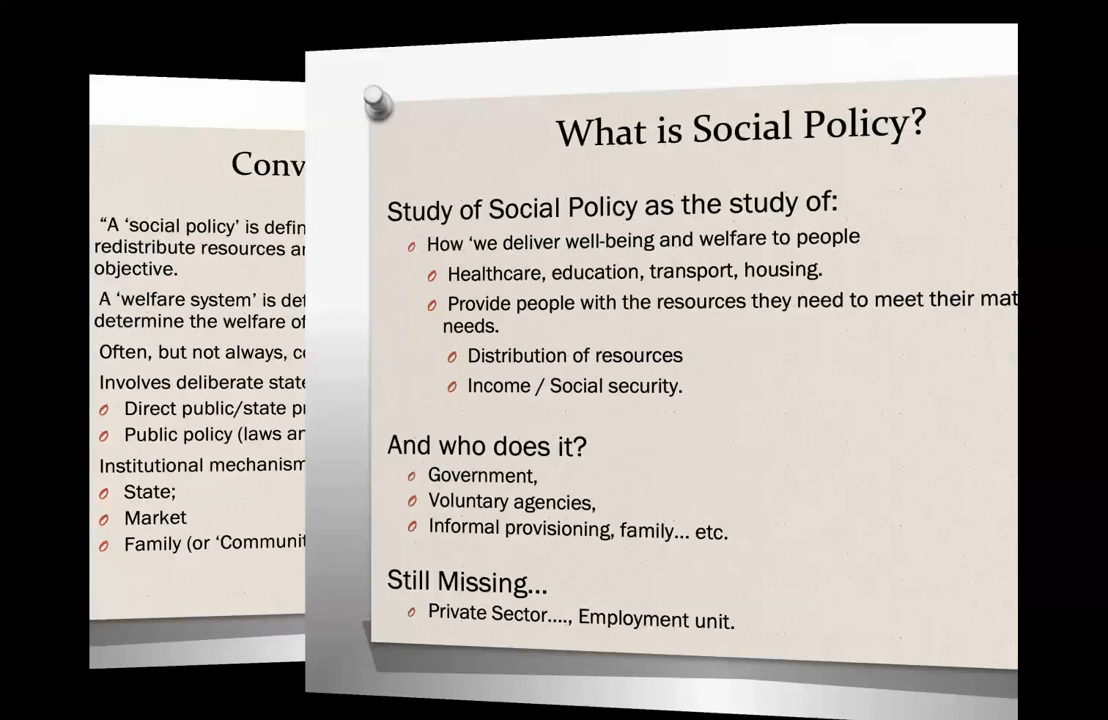 Conv
“A ‘social policy’ is defin
redistribute resources
objective.
A ‘welfare system’ is
determine the welfare of
Often, but not always,
Involves deliberate state
Direct public/state
Public policy (laws
Institutional mechanism
State;
Market
Family (or ‘Communit
What is Social Policy?
Study of Social Policy as the study of:
How ‘we deliver well-being and welfare to people
Healthcare, education, transport, housing.
Provide people with the resources they need to meet their mat
needs.
Distribution of resources
Income / Social security.
And who does it?
Government,
Voluntary agencies,
Informal provisioning, family... etc.
Still Missing...
Private Sector...., Employment unit.